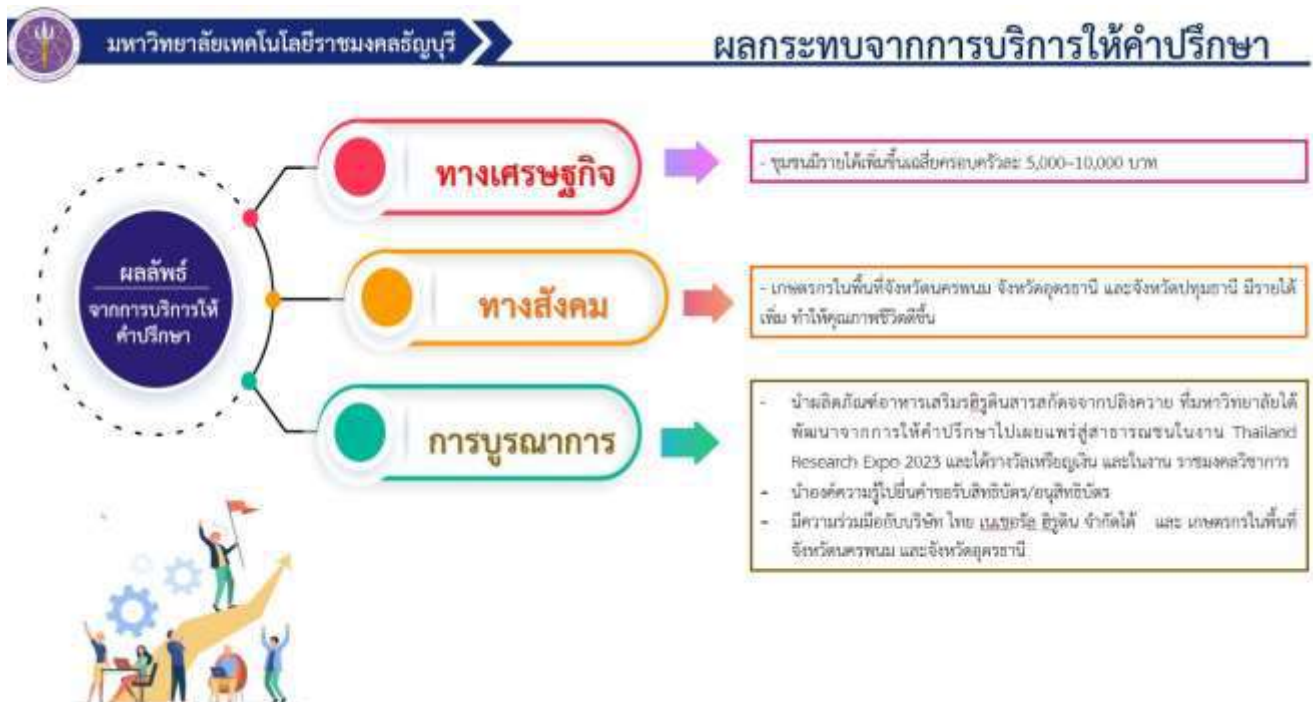 มหาวิทยาลัยเทคโนโลยีราชมงคลธัญบุรี
ผลกระทบจากการบริการให้คำปรึกษา
ผลลัพธ์
จากการบริการให้
คำปรึกษา
ทางเศรษฐกิจ
- ชุมชนมีรายได้เพิ่มขึ้นเฉลี่ยครอบครัวละ 5,000–10,000 บาท
ทางสังคม
- เกษตรกรในพื้นที่จังหวัดนครพนม จังหวัดอุดรธานี และจังหวัดปทุมธานี มีรายได้
เพิ่ม ทำให้คุณภาพชีวิตดีขึ้น
การบูรณาการ
- นำผลิตภัณฑ์อาหารเสริมรฮิรูดินสารสกัดจจากปลิงควาย ที่มหาวิทยาลัยได้
พัฒนาจากการให้คำปรึกษาไปเผยแพร่สู่สาธารณชนในงาน Thailand
Research Expo 2023 และได้รางวัลเหรียญเงิน และในงาน ราชมงคลวิชาการ
- นำองค์ความรู้ไปยื่นคำขอรับสิทธิบัตร/อนุสิทธิบัตร
- มีความร่วมมือกับบริษัท ไทย เนเชอรัล ฮิรูดิน จำกัดได้ และ เกษตรกรในพื้นที่
จังหวัดนครพนม และจังหวัดอุดรธานี